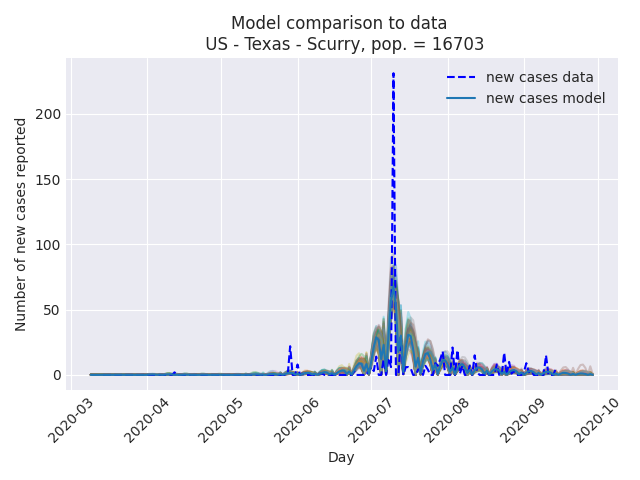 Model comparison to data
US - Texas - Scurry, pop. = 16703
new cases data
new cases model
Number of new cases reported
200
150
100
50
0
2020-03
2020-04
2020-05
2020-06
2020-07
2020-08
2020-09
2020-10
Day